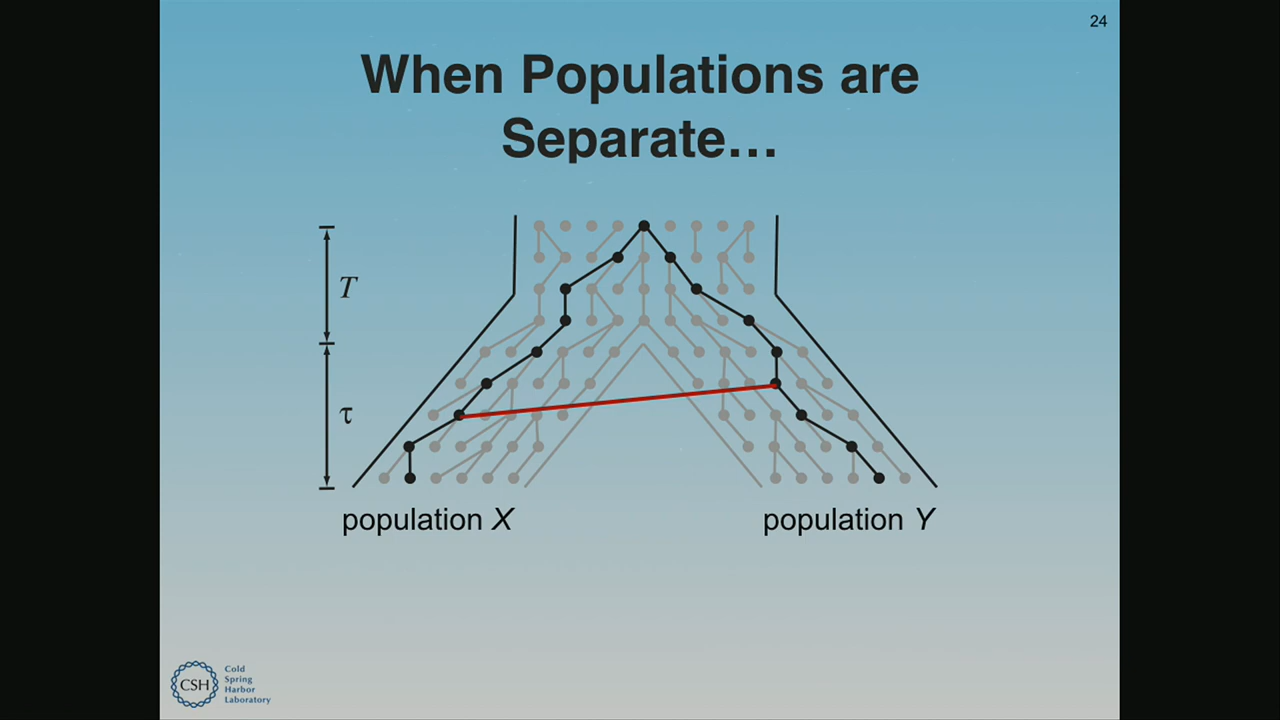 24
When Populations are
Separate…
T
τ
population X
population Y
CSH
Cold
Spring
Harbor
Laboratory